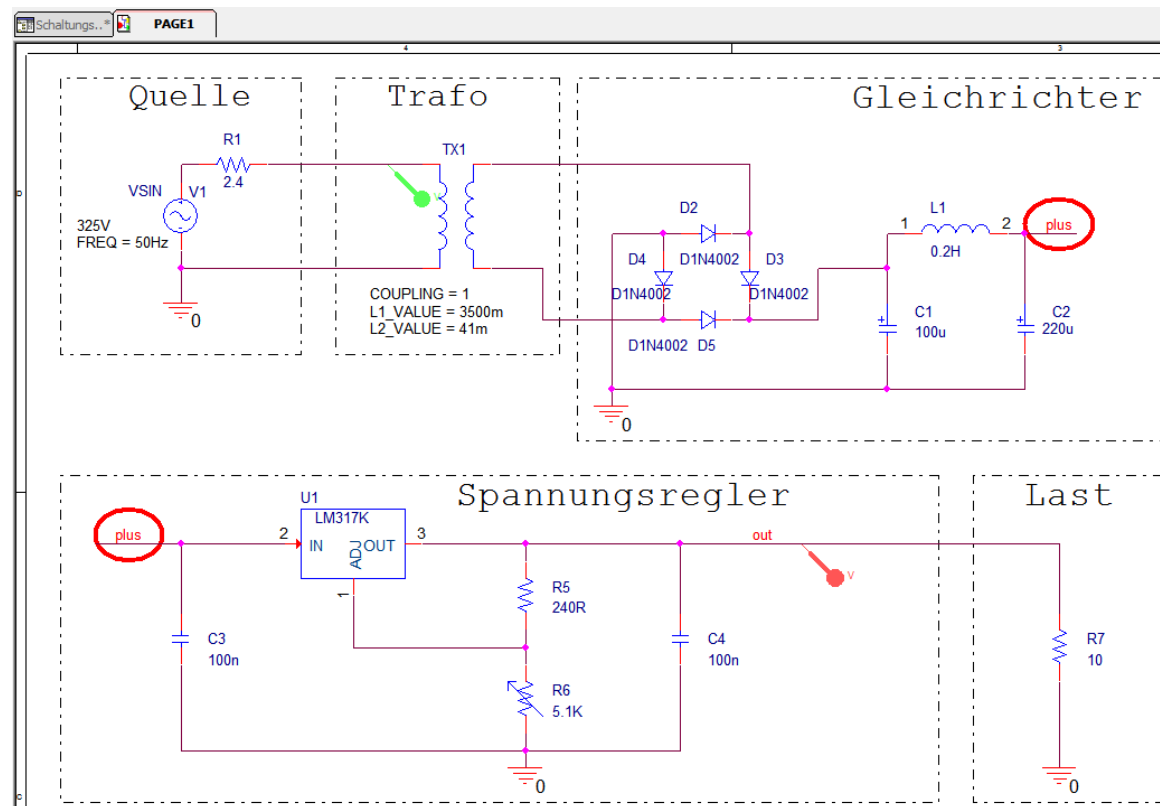 Schaltungs..*
PAGE1
4
3
Quelle
Trafo
Gleichrichter
R1
2.4
VSIN
V1
325V
FREQ = 50Hz
0
TX1
V
COUPLING = 1
L1_VALUE = 3500m
L2_VALUE = 41m
D2
D1N4002
D4
D1N4002
D3
D1N4002
D1N4002 D5
1
L1
2
0.2H
plus
C1
100u
C2
220u
0
Spannungsregler
Last
plus
U1
LM317K
2
IN
ADJ
OUT
3
1
out
V
R5
240R
C3
100n
C4
100n
R6
5.1K
R7
10
0
0